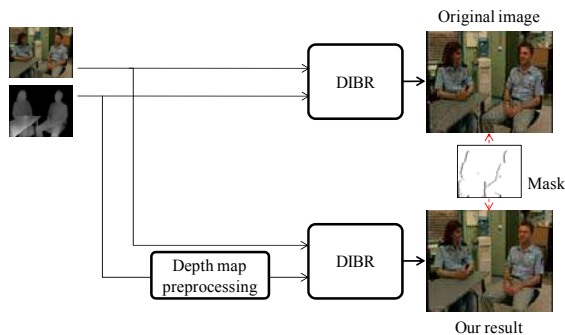 Original image
DIBR
Mask
Depth map
preprocessing
DIBR
Our result